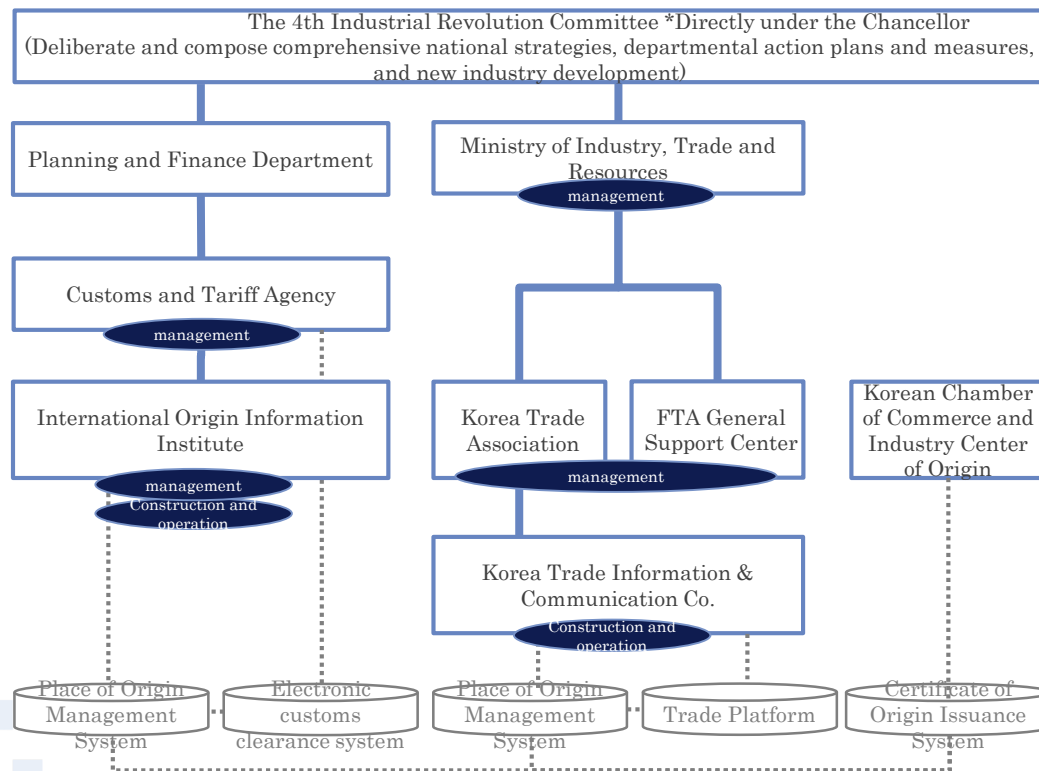 The 4th Industrial Revolution Committee *Directly under the Chancellor
(Deliberate and compose comprehensive national strategies, departmental action plans and measures,
and new industry development)
Planning and Finance Department
Ministry of Industry, Trade and
Resources
management
Customs and Tariff Agency
management
International Origin Information
Institute
management
Construction and
operation
Korea Trade
Association
FTA General
Support Center
management
Korean Chamber
of Commerce and
Industry Center
of Origin
Korea Trade Information &
Communication Co.
Construction and
operation
Place of Origin
Management
System
Electronic
customs
clearance system
Place of Origin
Management
System
Trade Platform
Certificate of
Origin Issuance
System